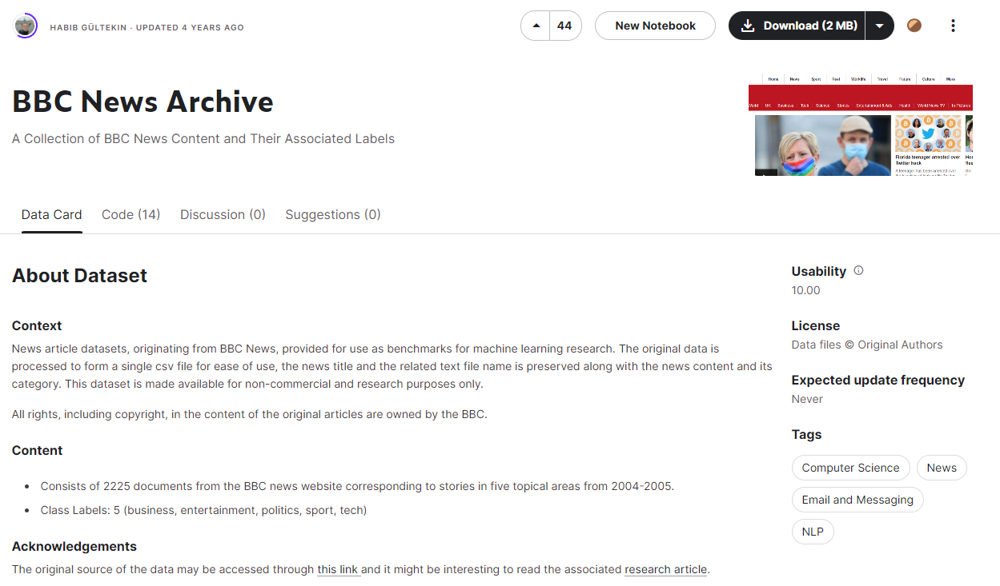 HABIB GÜLTEKIN · UPDATED 4 YEARS AGO
44
New Notebook
Download (2 MB)
BBC News Archive
A Collection of BBC News Content and Their Associated Labels
Home News Sport Reel Worklife Travel Future Culture More
World UK Business Tech Science Stories Entertainment & Arts Health World News TV In Pictures
Florida teenager arrested over
Twitter hack
A teenager has been arrested over
Data Card Code (14) Discussion (0) Suggestions (0)
About Dataset
Context
News article datasets, originating from BBC News, provided for use as benchmarks for machine learning research. The original data is
processed to form a single csv file for ease of use, the news title and the related text file name is preserved along with the news content and its
category. This dataset is made available for non-commercial and research purposes only.
All rights, including copyright, in the content of the original articles are owned by the BBC.
Content
Consists of 2225 documents from the BBC news website corresponding to stories in five topical areas from 2004-2005.
Class Labels: 5 (business, entertainment, politics, sport, tech)
Acknowledgements
The original source of the data may be accessed through this link and it might be interesting to read the associated research article.
Usability
10.00
License
Data files © Original Authors
Expected update frequency
Never
Tags
Computer Science News
Email and Messaging
NLP